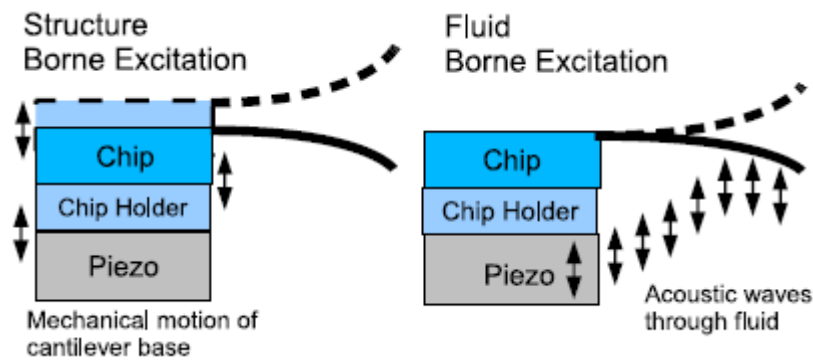 Structure
Borne Excitation
Chip
Chip Holder
Piezo
Mechanical motion of
cantilever base
Fluid
Borne Excitation
Chip
Chip Holder
Piezo
Acoustic waves
through fluid